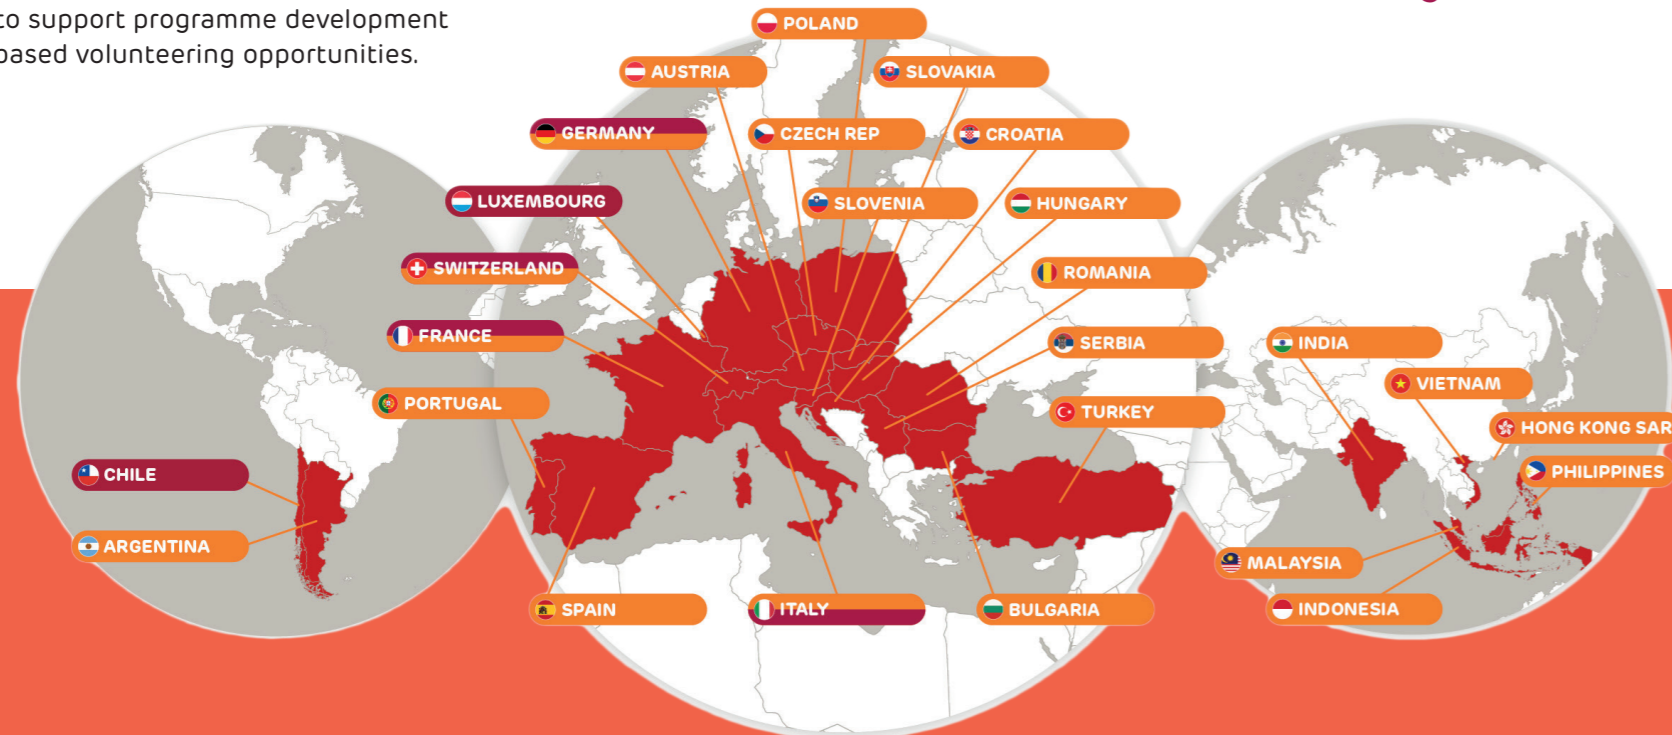 to support programme development
based volunteering opportunities.
POLAND
AUSTRIA
SLOVAKIA
GERMANY
CZECH REP
CROATIA
LUXEMBOURG
SLOVENIA
HUNGARY
SWITZERLAND
ROMANIA
FRANCE
SERBIA
INDIA
VIETNAM
PORTUGAL
TURKEY
HONG KONG SAR
CHILE
PHILIPPINES
ARGENTINA
MALAYSIA
SPAIN
ITALY
BULGARIA
INDONESIA